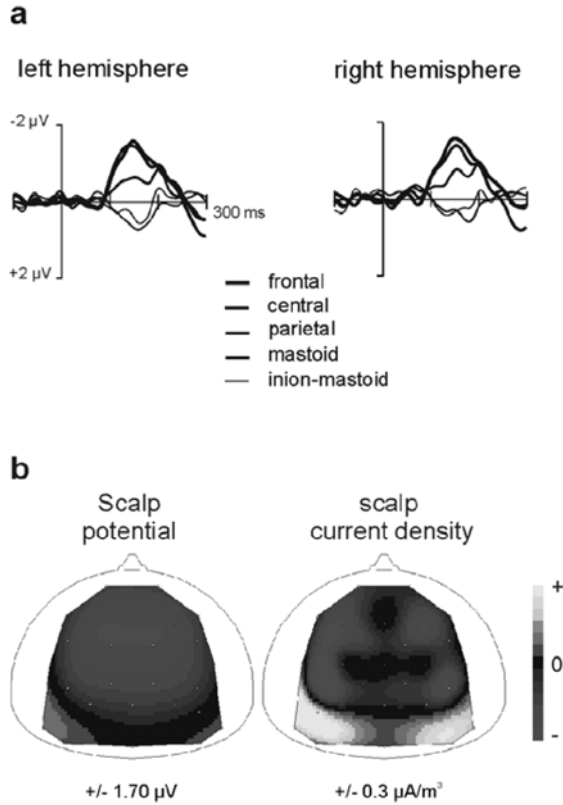 a
left hemisphere
right hemisphere
-2 µV
300 ms
+2 µV
frontal
central
parietal
mastoid
inion-mastoid
b
Scalp
potential
scalp
current density
+
0
-
+/- 1.70 µV
+/- 0.3 µA/m³